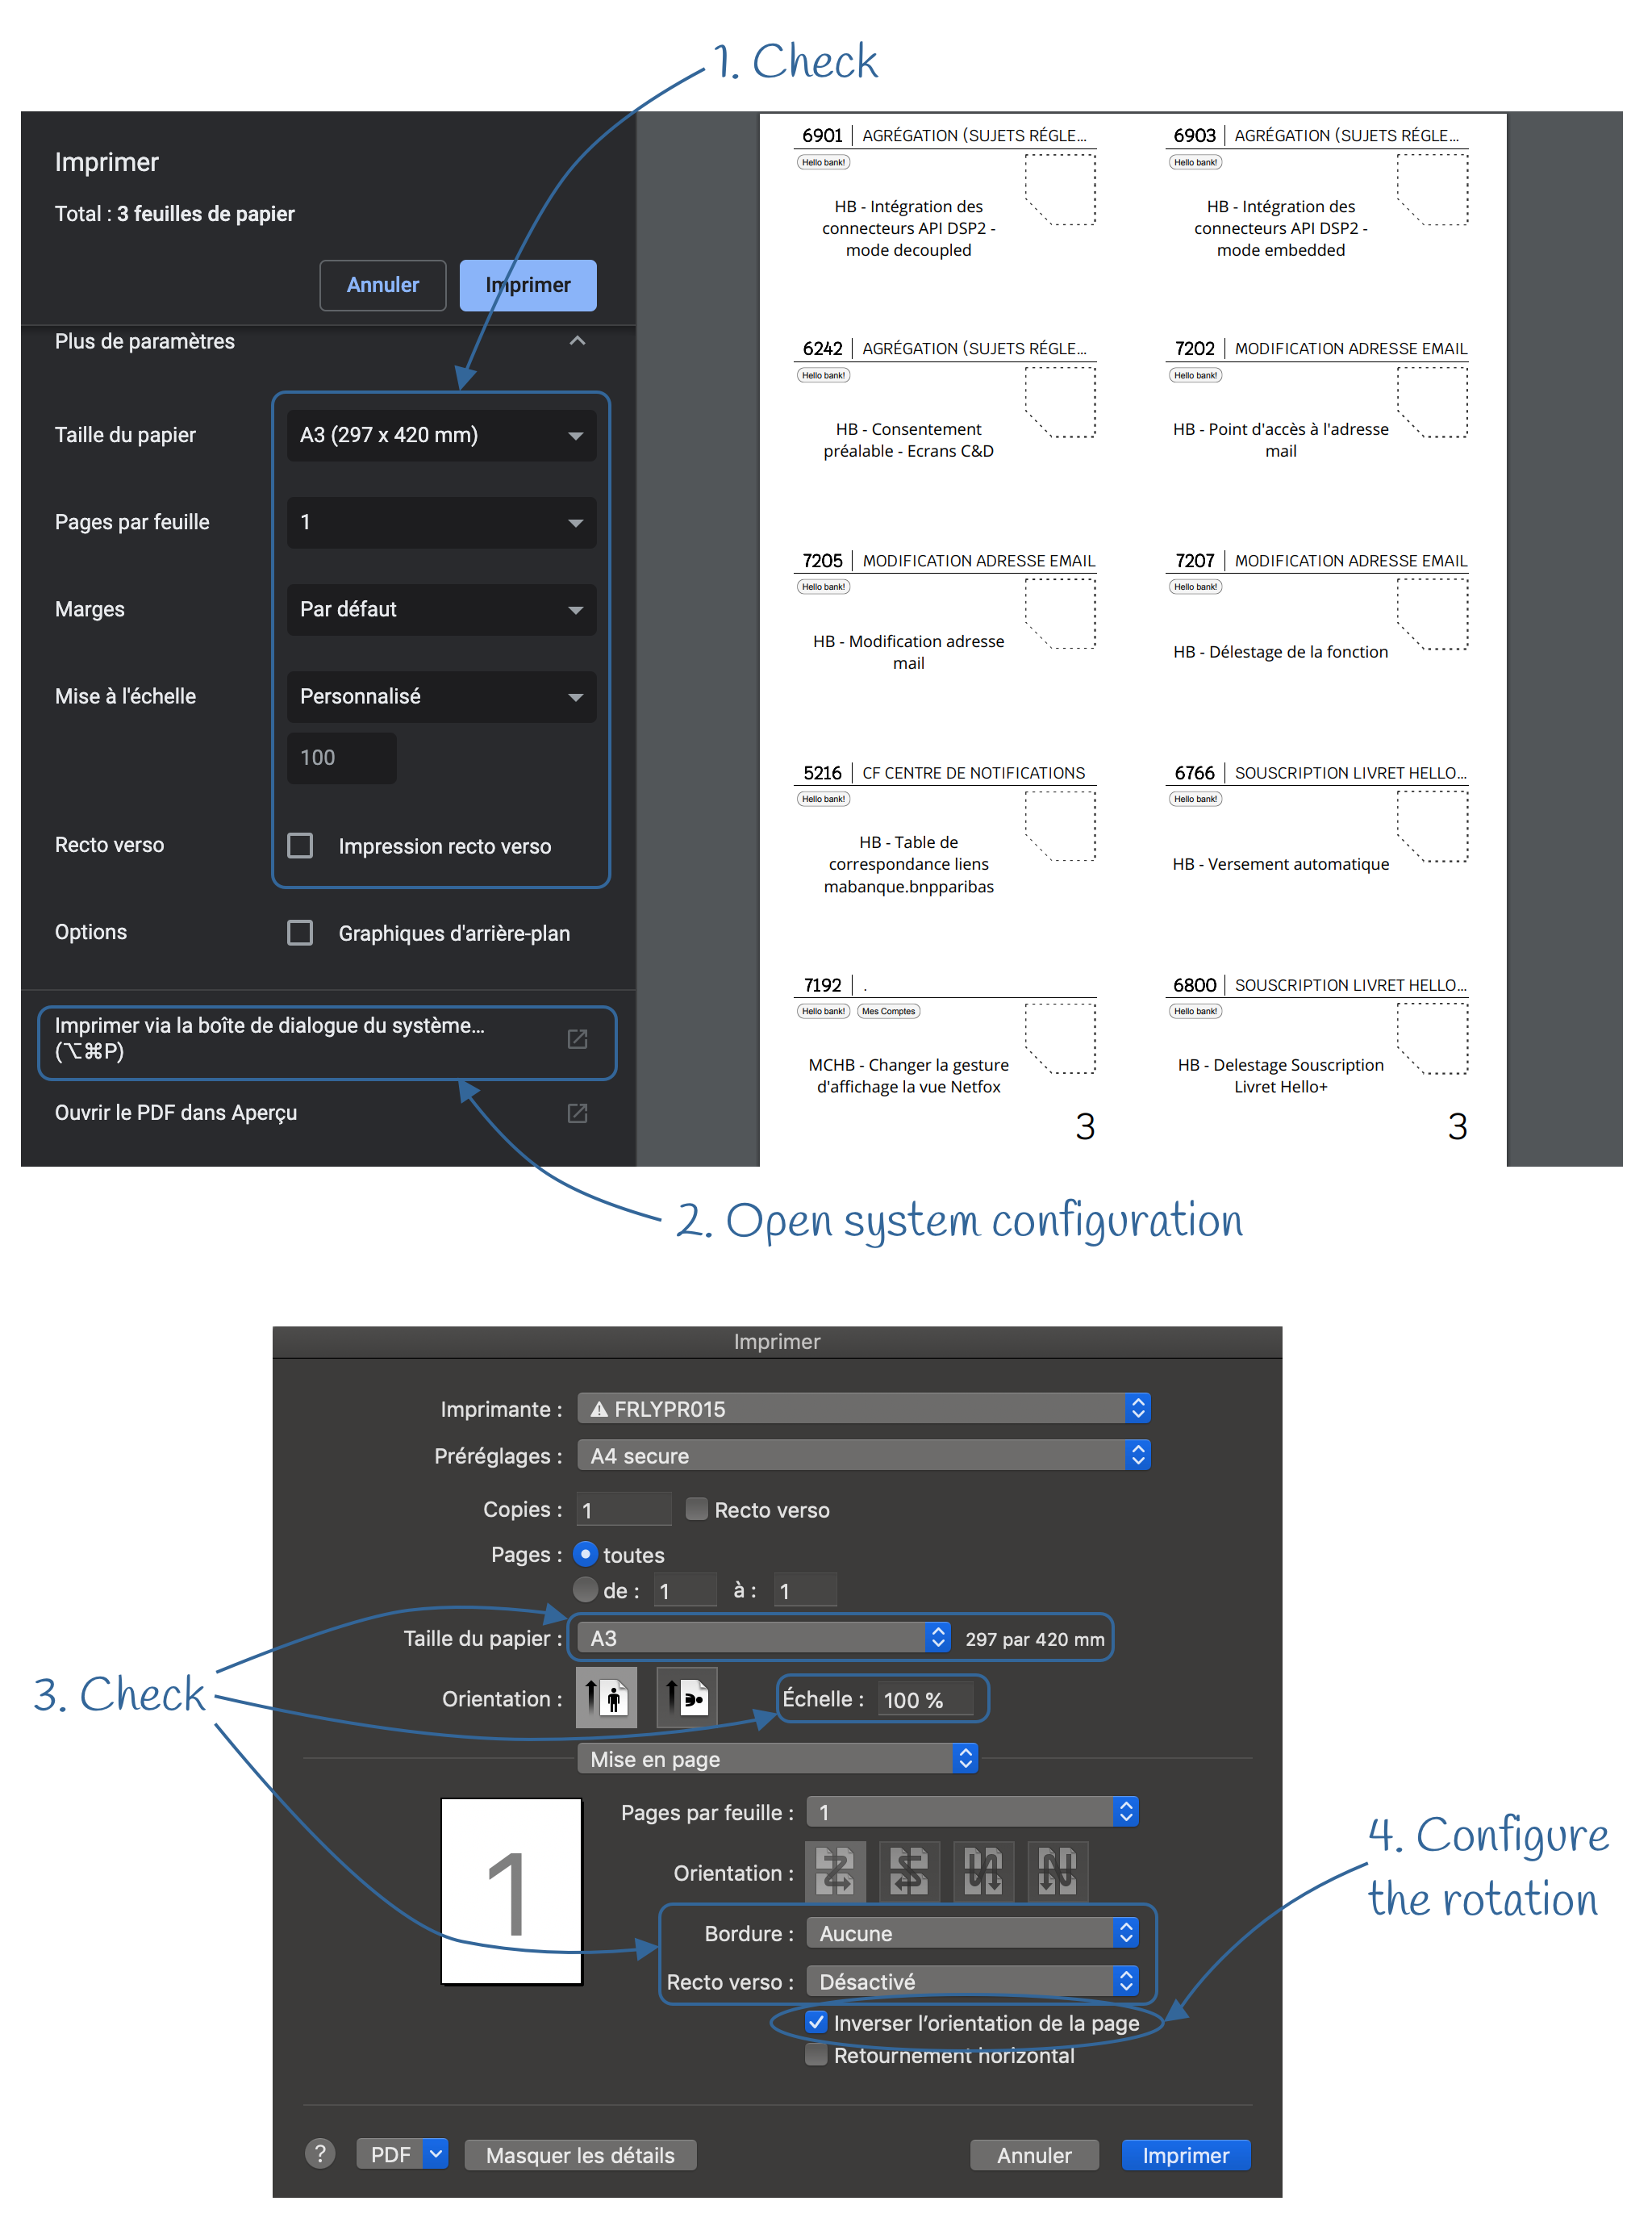 1. Check
Imprimer
Total : 3 feuilles de papier
Annuler
Imprimer
Plus de paramètres
Taille du papier
A3 (297 x 420 mm)
Pages par feuille
1
Marges
Par défaut
Mise à l'échelle
Personnalisé
100
Recto verso
Impression recto verso
Options
Graphiques d'arrière-plan
Imprimer via la boîte de dialogue du système...
(⌥⌘P)
Ouvrir le PDF dans Aperçu
6901 | AGRÉGATION (SUJETS RÉGLE...
Hello bank!
HB - Intégration des
connecteurs API DSP2 -
mode decoupled
6903 | AGRÉGATION (SUJETS RÉGLE...
Hello bank!
HB - Intégration des
connecteurs API DSP2 -
mode embedded
6242 | AGRÉGATION (SUJETS RÉGLE...
Hello bank!
HB - Consentement
préalable - Ecrans C&D
7202 | MODIFICATION ADRESSE EMAIL
Hello bank!
HB - Point d'accès à l'adresse
mail
7205 | MODIFICATION ADRESSE EMAIL
Hello bank!
HB - Modification adresse
mail
7207 | MODIFICATION ADRESSE EMAIL
Hello bank!
HB - Délestage de la fonction
5216 | CF CENTRE DE NOTIFICATIONS
Hello bank!
HB - Table de
correspondance liens
mabanque.bnpparibas
6766 | SOUSCRIPTION LIVRET HELLO...
Hello bank!
HB - Versement automatique
7192 | .
Hello bank! Mes Comptes
MCHB - Changer la gesture
d'affichage la vue Netfox
3
6800 | SOUSCRIPTION LIVRET HELLO...
Hello bank!
HB - Delestage Souscription
Livret Hello+
3
2. Open system configuration
Imprimer
Imprimante : FRLYPR015
Préréglages : A4 secure
Copies : 1 Recto verso
Pages : toutes
de : 1 à : 1
Taille du papier : A3 297 par 420 mm
3. Check
Orientation : Échelle : 100 %
Mise en page
1
Pages par feuille : 1
Orientation :
Bordure : Aucune
Recto verso : Désactivé
Inverser l’orientation de la page
Retournement horizontal
4. Configure
the rotation
? PDF Masquer les détails Annuler Imprimer